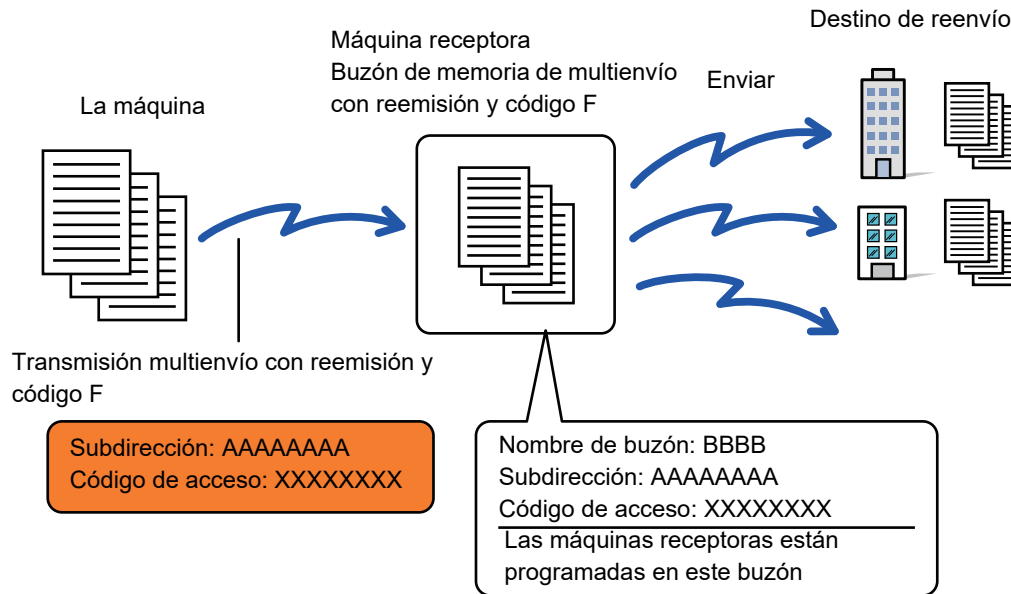 Destino de reenvío
Máquina receptora
Buzón de memoria de multienvío
con reemisión y código F
Enviar
La máquina
Transmisión multienvío con reemisión y
código F
Subdirección: AAAAAAAA
Código de acceso: XXXXXXXX
Nombre de buzón: BBBB
Subdirección: AAAAAAAA
Código de acceso: XXXXXXXX
Las máquinas receptoras están
programadas en este buzón